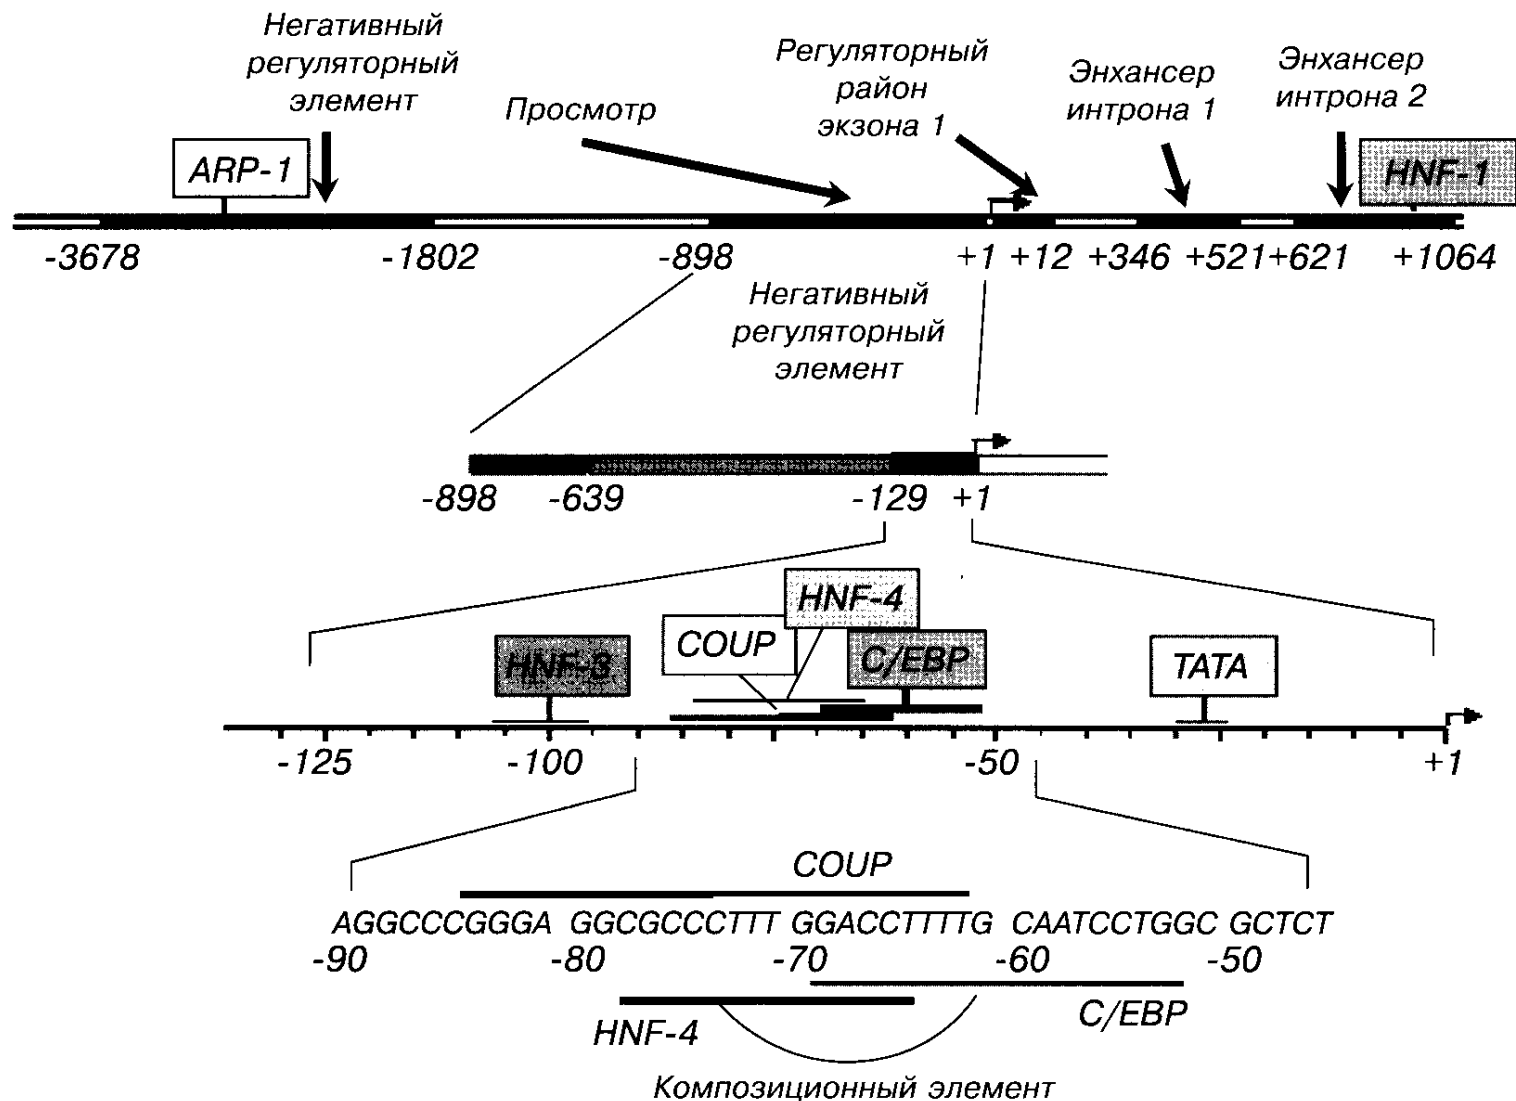 Негативный
регуляторный
элемент
Просмотр
Регуляторный
район
экзона 1
Энхансер
интрона 1
Энхансер
интрона 2
ARP-1
HNF-1
-3678 -1802 -898 +1 +12 +346 +521 +621 +1064
Негативный
регуляторный
элемент
-898 -639 -129 +1
HNF-4
COUP
HNF-3
C/EBP
TATA
-125 -100 -50 +1
COUP
AGGCCCGGGA GGCGCCCTTT GGACCTTTTG CAATCCTGGC GCTCT
-90 -80 -70 -60 -50
HNF-4
C/EBP
Композиционный элемент